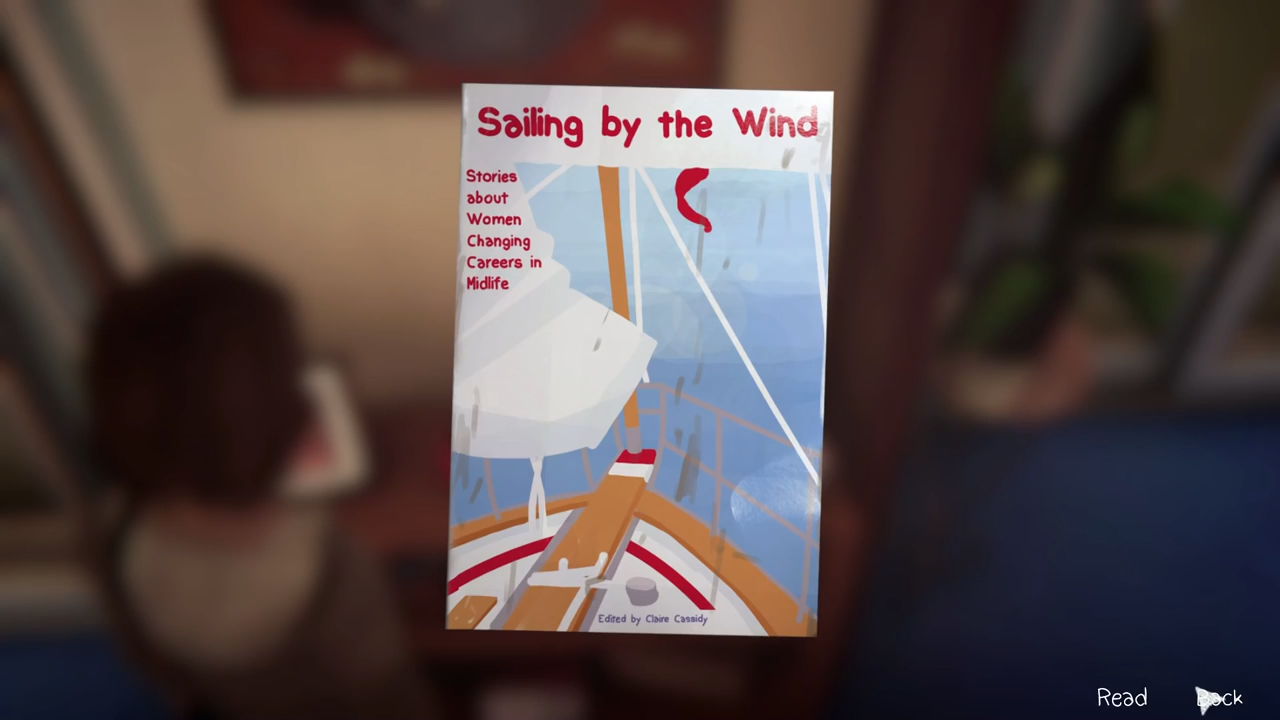 Sailing by the Wind
Stories
about
Women
Changing
Careers in
Midlife
Edited by Claire Cassidy
Read
Back